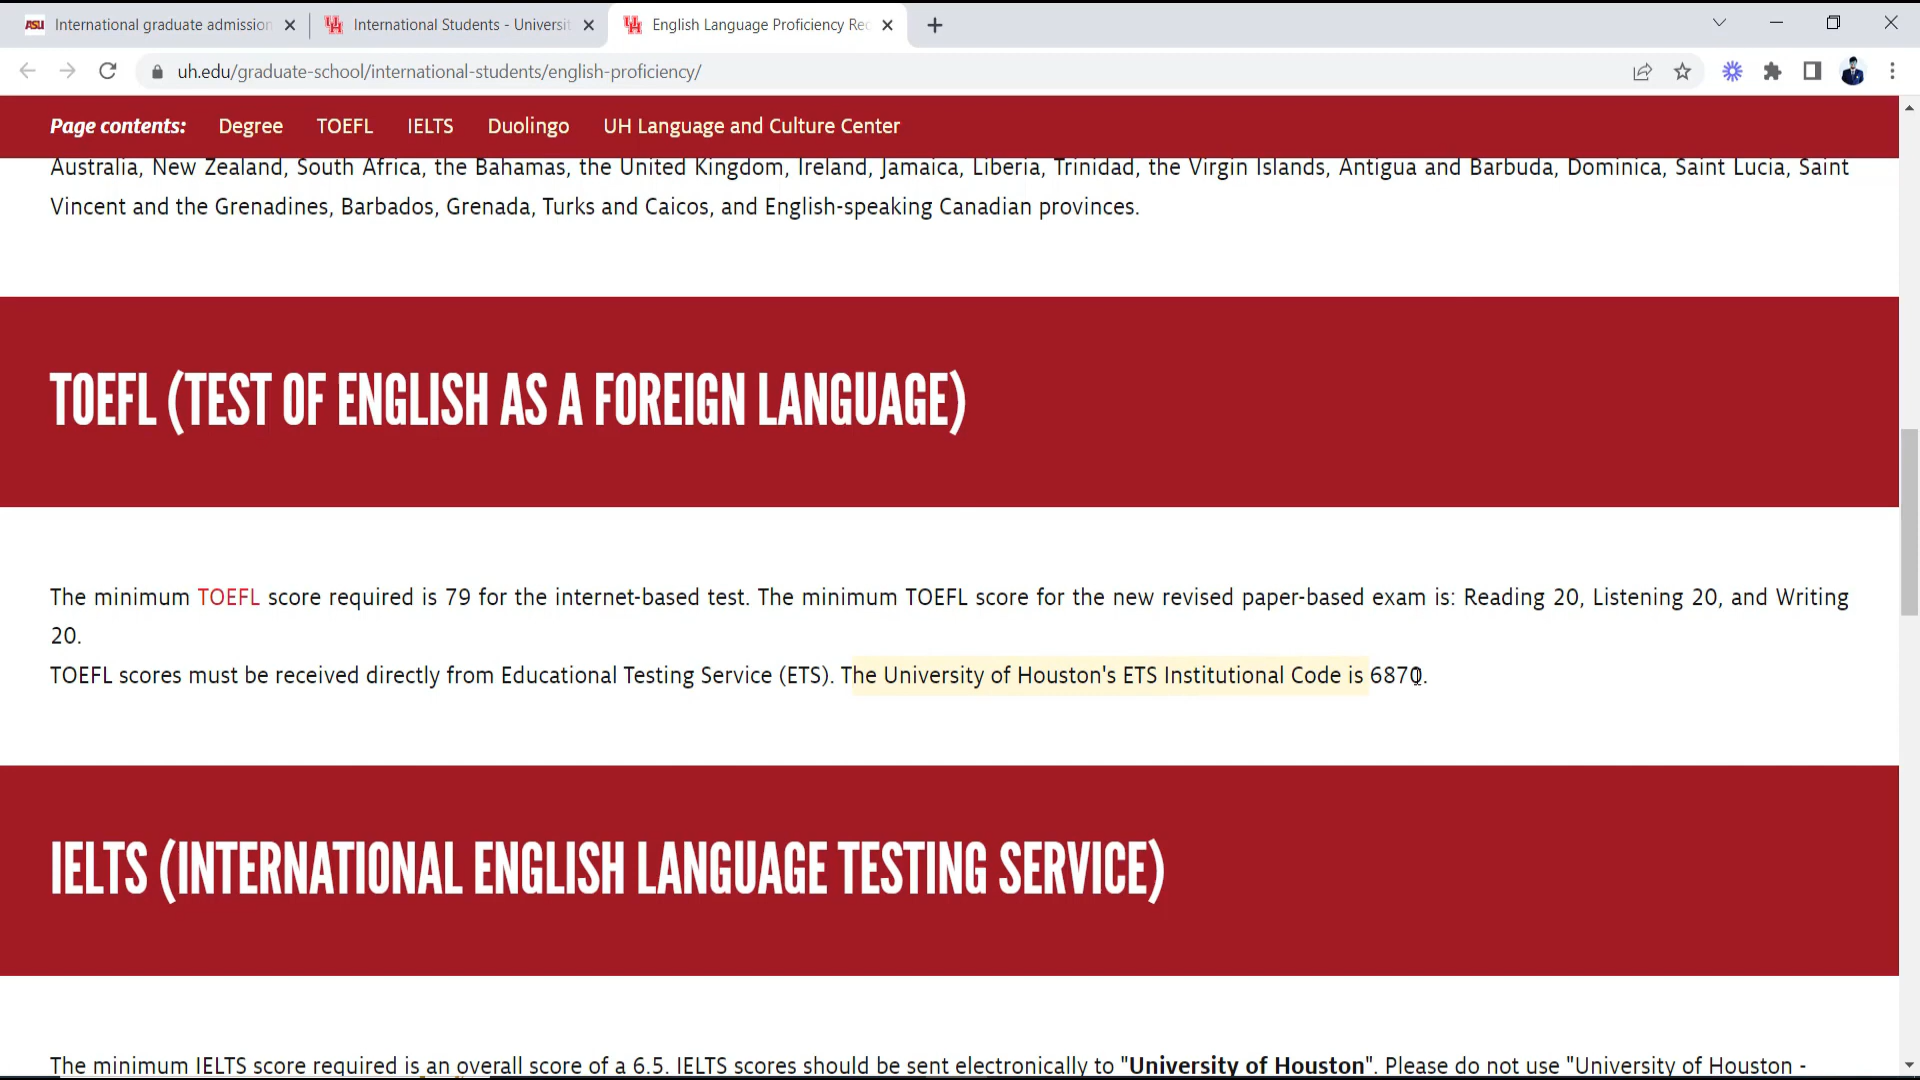 International graduate admission
International Students - Universit
English Language Proficiency Rec
uh.edu/graduate-school/international-students/english-proficiency/
Page contents: Degree TOEFL IELTS Duolingo UH Language and Culture Center
Australia, New Zealand, South Africa, the Bahamas, the United Kingdom, Ireland, Jamaica, Liberia, Trinidad, the Virgin Islands, Antigua and Barbuda, Dominica, Saint Lucia, Saint
Vincent and the Grenadines, Barbados, Grenada, Turks and Caicos, and English-speaking Canadian provinces.
TOEFL (TEST OF ENGLISH AS A FOREIGN LANGUAGE)
The minimum TOEFL score required is 79 for the internet-based test. The minimum TOEFL score for the new revised paper-based exam is: Reading 20, Listening 20, and Writing
20.
TOEFL scores must be received directly from Educational Testing Service (ETS). The University of Houston's ETS Institutional Code is 6870.
IELTS (INTERNATIONAL ENGLISH LANGUAGE TESTING SERVICE)
The minimum IELTS score required is an overall score of a 6.5. IELTS scores should be sent electronically to "University of Houston". Please do not use "University of Houston -